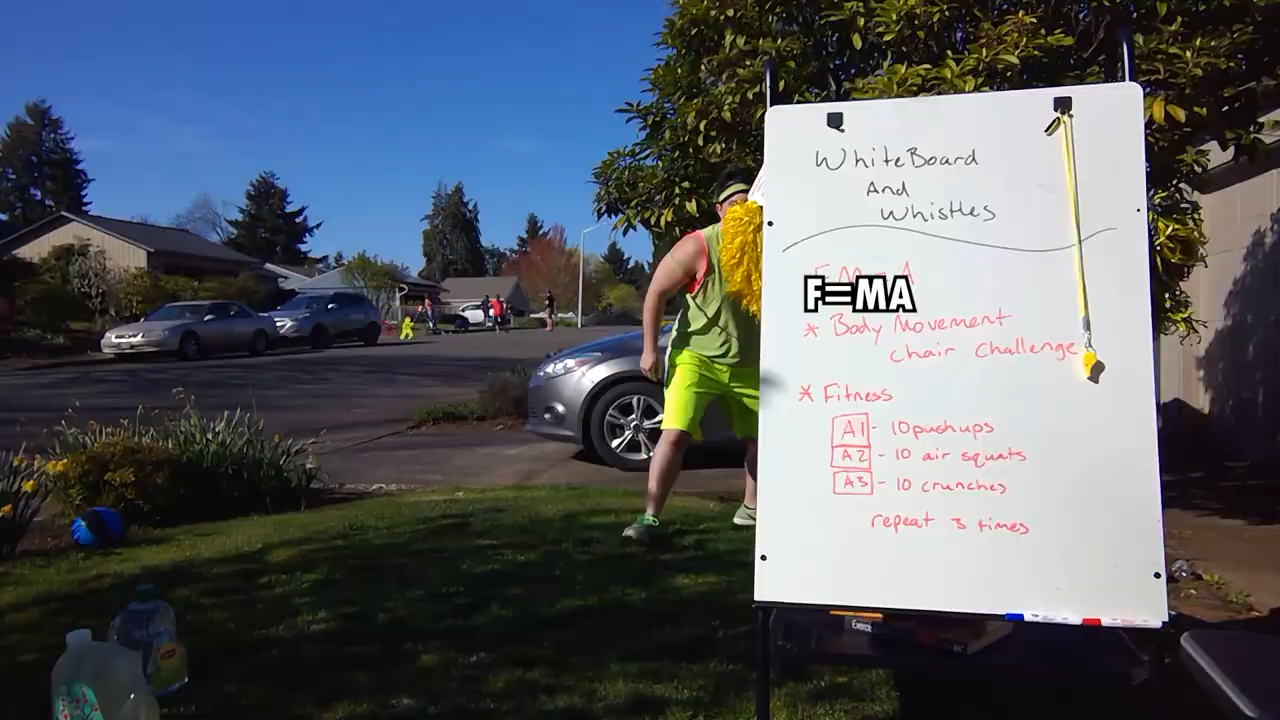 WhiteBoard
And
Whistles
F=MA
* Body Movement
chair challenge
* Fitness
A1 - 10 pushups
A2 - 10 air squats
A3 - 10 crunches
repeat 3 times